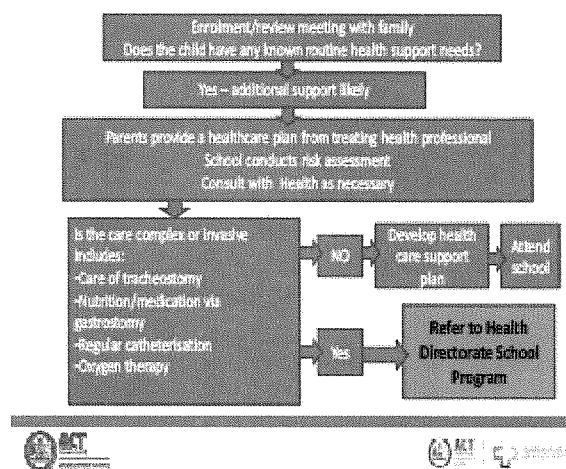 Enrolment/review meeting with family
Does the child have any known routine health support needs?
Yes – additional support likely
Parents provide a healthcare plan from treating health professional
School conducts risk assessment
Consult with Health as necessary
Is the care complex or invasive
Includes:
-Care of tracheostomy
-Nutrition/medication via
gastrostomy
-Regular catheterisation
-Oxygen therapy
NO
Develop health
care support
plan
Attend
school
Yes
Refer to Health
Directorate School
Program
ACT
ACT